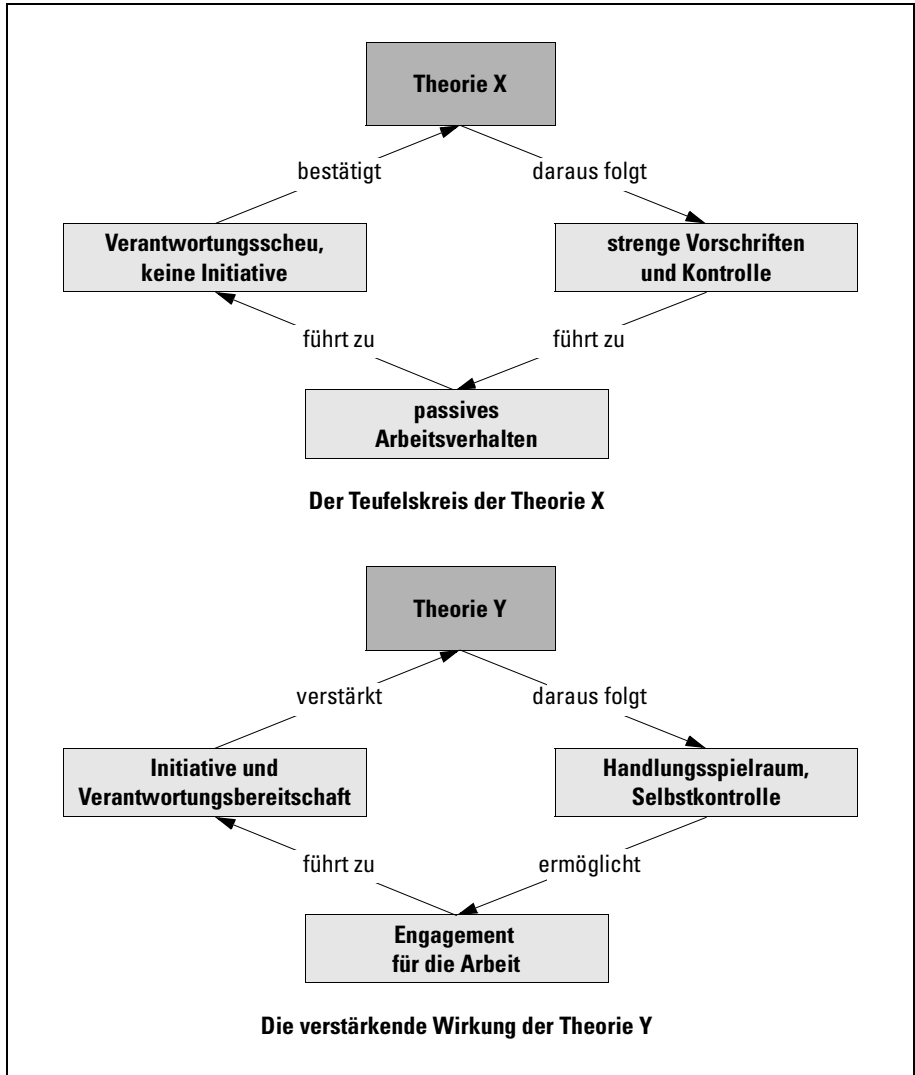 Theorie X
bestätigt
daraus folgt
Verantwortungsscheu,
keine Initiative
strenge Vorschriften
und Kontrolle
führt zu
führt zu
passives
Arbeitsverhalten
Der Teufelskreis der Theorie X
Theorie Y
verstärkt
daraus folgt
Initiative und
Verantwortungsbereitschaft
Handlungsspielraum,
Selbstkontrolle
führt zu
ermöglicht
Engagement
für die Arbeit
Die verstärkende Wirkung der Theorie Y